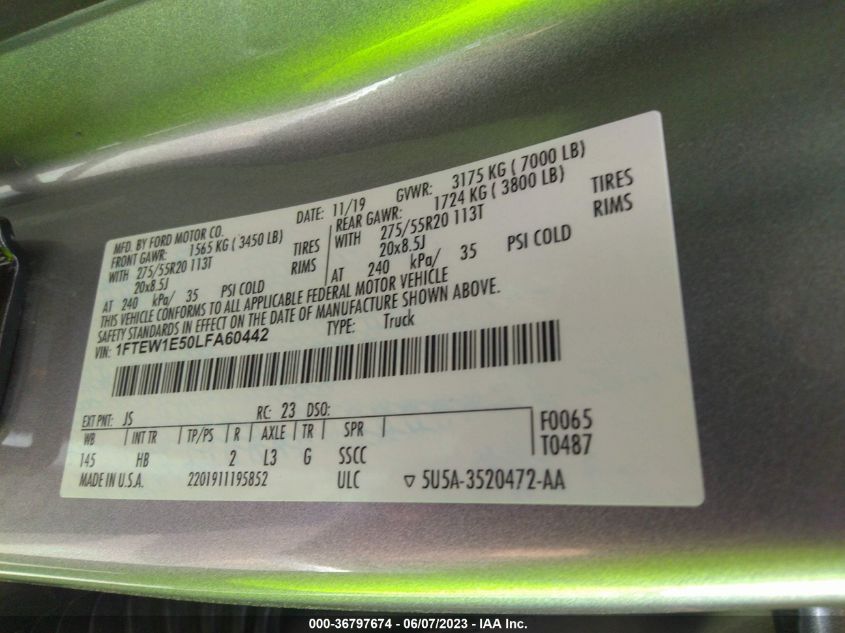 MFD. BY FORD MOTOR CO. DATE: 11/19 GVWR: 3175 KG ( 7000 LB)
FRONT GAWR: 1565 KG ( 3450 LB) REAR GAWR: 1724 KG ( 3800 LB)
WITH 275/55R20 113T TIRES WITH 275/55R20 113T TIRES
20x8.5J RIMS 20x8.5J RIMS
AT 240 kPa/ 35 PSI COLD AT 240 kPa/ 35 PSI COLD
THIS VEHICLE CONFORMS TO ALL APPLICABLE FEDERAL MOTOR VEHICLE
SAFETY STANDARDS IN EFFECT ON THE DATE OF MANUFACTURE SHOWN ABOVE.
VIN: 1FTEW1E50LFA60442 TYPE: Truck
EXT PNT: JS RC: 23 DSO: F0065
WB INT TR TP/PS R AXLE TR SPR T0487
145 HB 2 L3 G SSCC
MADE IN U.S.A. 2201911195852 ULC ▽ 5U5A-3520472-AA
000-36797674 - 06/07/2023 - IAA Inc.